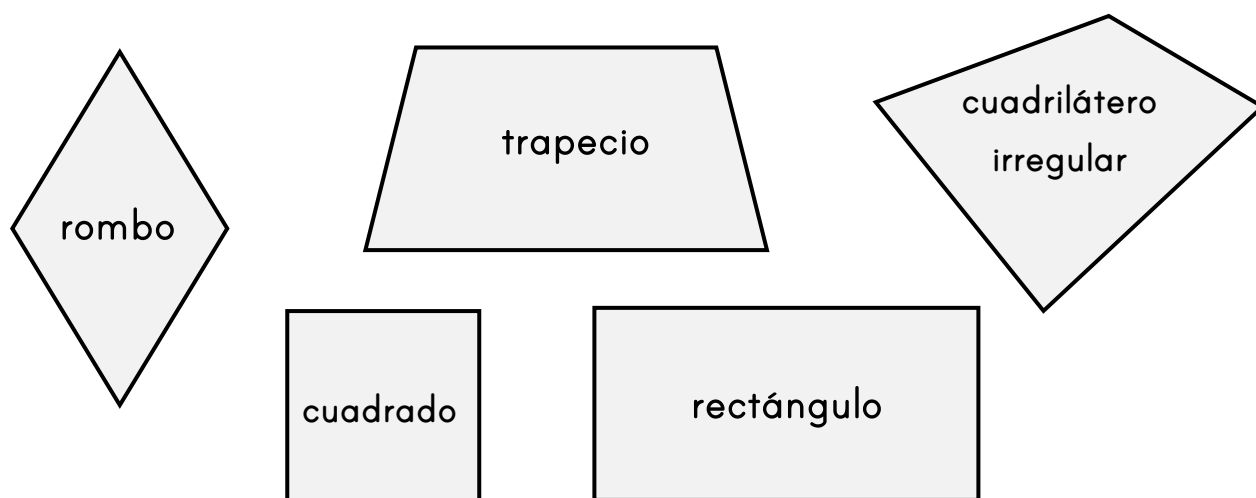 trapecio
cuadrilátero
irregular
rombo
cuadrado
rectángulo